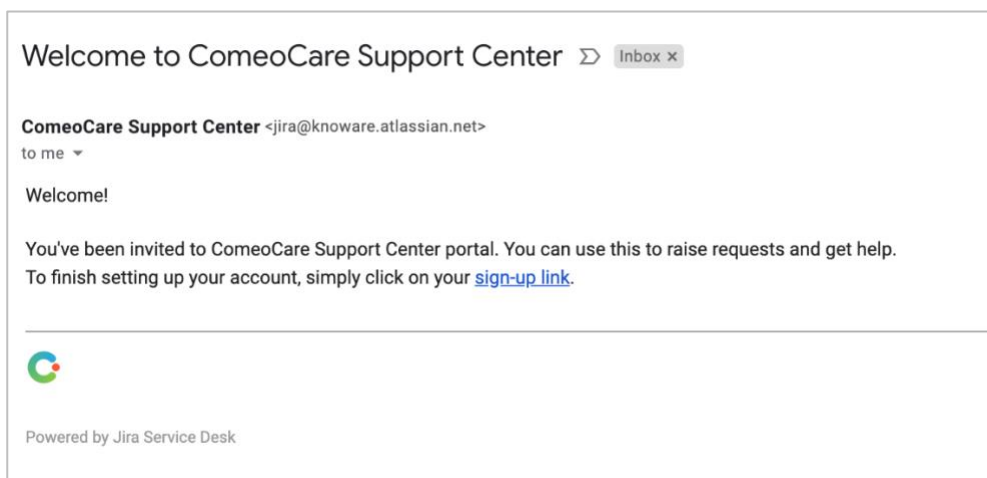 Welcome to ComeoCare Support Center Inbox ×
ComeoCare Support Center <jira@knoware.atlassian.net>
to me
Welcome!
You've been invited to ComeoCare Support Center portal. You can use this to raise requests and get help.
To finish setting up your account, simply click on your sign-up link.
Powered by Jira Service Desk